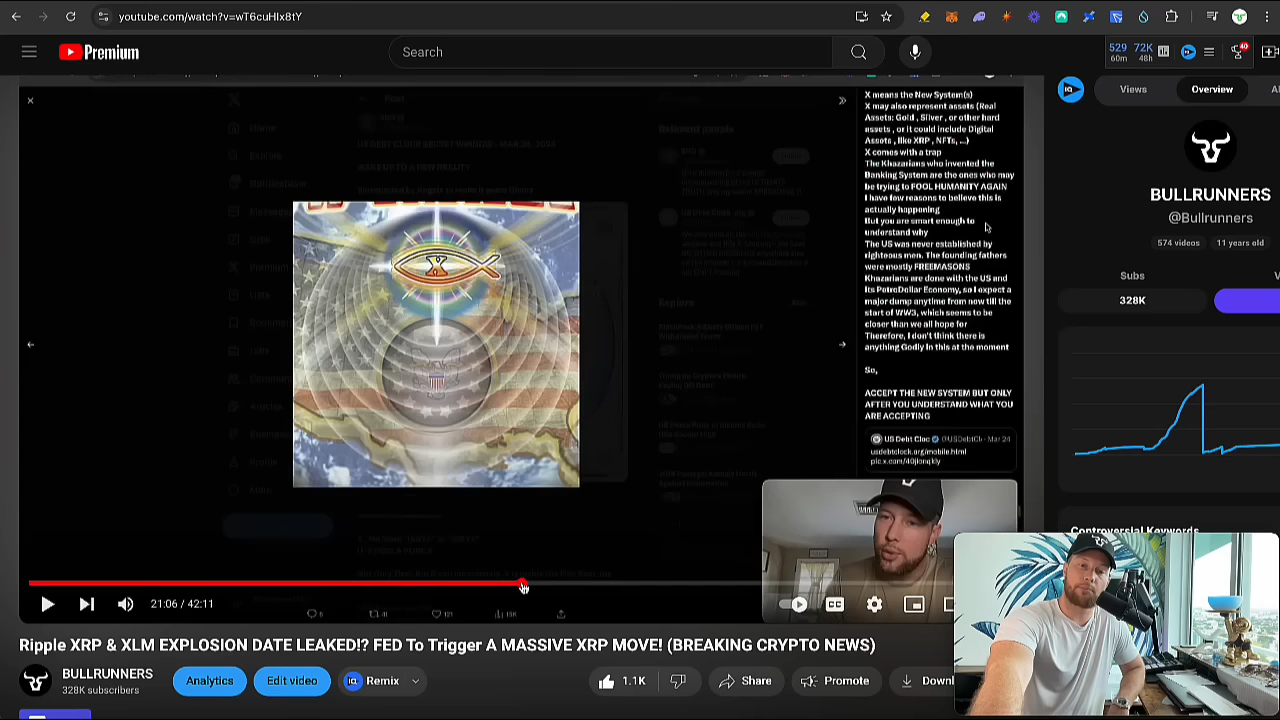 youtube.com/watch?v=wT6cuHIx8tY
Premium
Search
529
60m
72K
48h
40
Views
Overview
X means the New System(s)
X may also represent assets (Real
Assets: Gold , Silver , or other hard
assets , or it could include Digital
Assets , like XRP , NFTs, ...)
X comes with a trap
The Khazarians who invented the
Banking System are the ones who may
be trying to FOOL HUMANITY AGAIN
I have few reasons to believe this is
actually happening
But you are smart enough to
understand why
The US was never established by
righteous men. The founding fathers
were mostly FREEMASONS
Khazarians are done with the US and
its PetroDollar Economy, so I expect a
major dump anytime from now till the
start of WW3, which seems to be
closer than we all hope for
Therefore, I don't think there is
anything Godly in this at the moment
So,
ACCEPT THE NEW SYSTEM BUT ONLY
AFTER YOU UNDERSTAND WHAT YOU
ARE ACCEPTING
US Debt Cloc @USDebtCl · Mar 24
usdebtclock.org/mobile.html
X
BULLRUNNERS
@Bullrunners
574 videos
11 years old
Subs
328K
Controversial Keywords
21:06 / 42:11
CC
Ripple XRP & XLM EXPLOSION DATE LEAKED!? FED To Trigger A MASSIVE XRP MOVE! (BREAKING CRYPTO NEWS)
BULLRUNNERS
328K subscribers
Analytics
Edit video
Remix
1.1K
Share
Promote
Downl